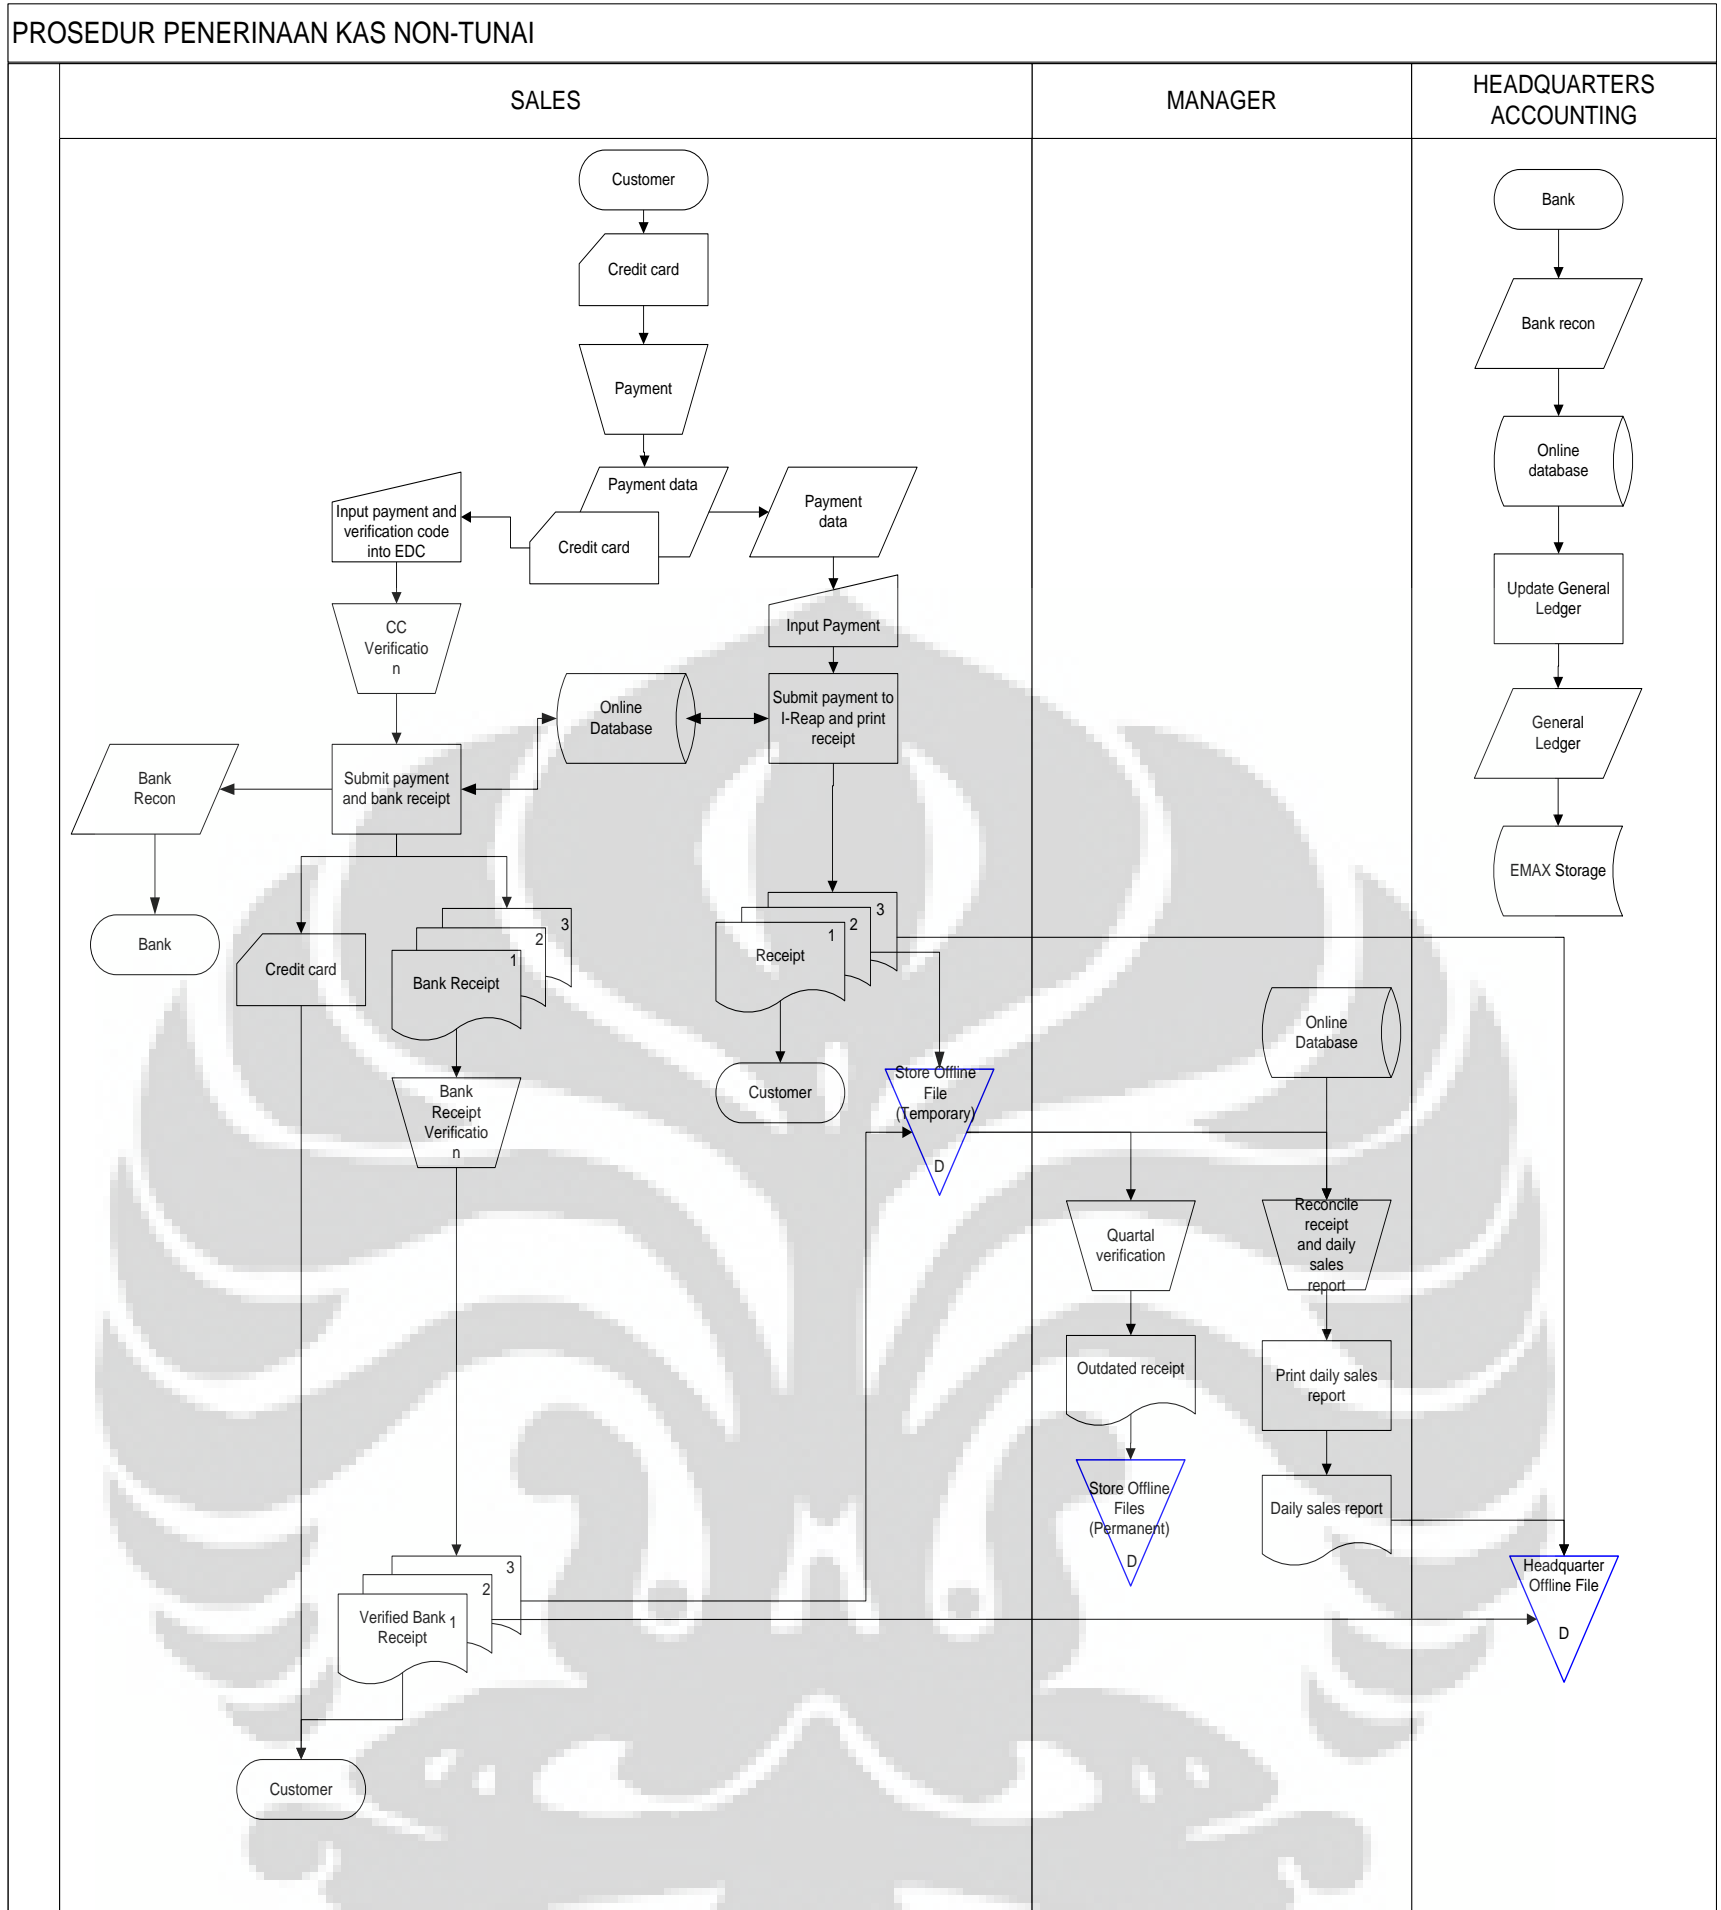 PROSEDUR PENERINAAN KAS NON-TUNAI
SALES
MANAGER
HEADQUARTERS
ACCOUNTING
Customer
Credit card
Payment
Payment data
Credit card
Payment
data
Input payment and
verification code
into EDC
CC
Verificatio
n
Input Payment
Online
Database
Submit payment to
I-Reap and print
receipt
Bank
Recon
Submit payment
and bank receipt
Bank
Credit card
3
2
1
Bank Receipt
3
2
1
Receipt
Customer
Store Offline
File
(Temporary)
D
Bank
Receipt
Verificatio
n
3
2
Verified Bank 1
Receipt
Customer
Online
Database
Quartal
verification
Reconcile
receipt
and daily
sales
report
Outdated receipt
Print daily sales
report
Store Offline
Files
(Permanent)
D
Daily sales report
Bank
Bank recon
Online
database
Update General
Ledger
General
Ledger
EMAX Storage
Headquarter
Offline File
D